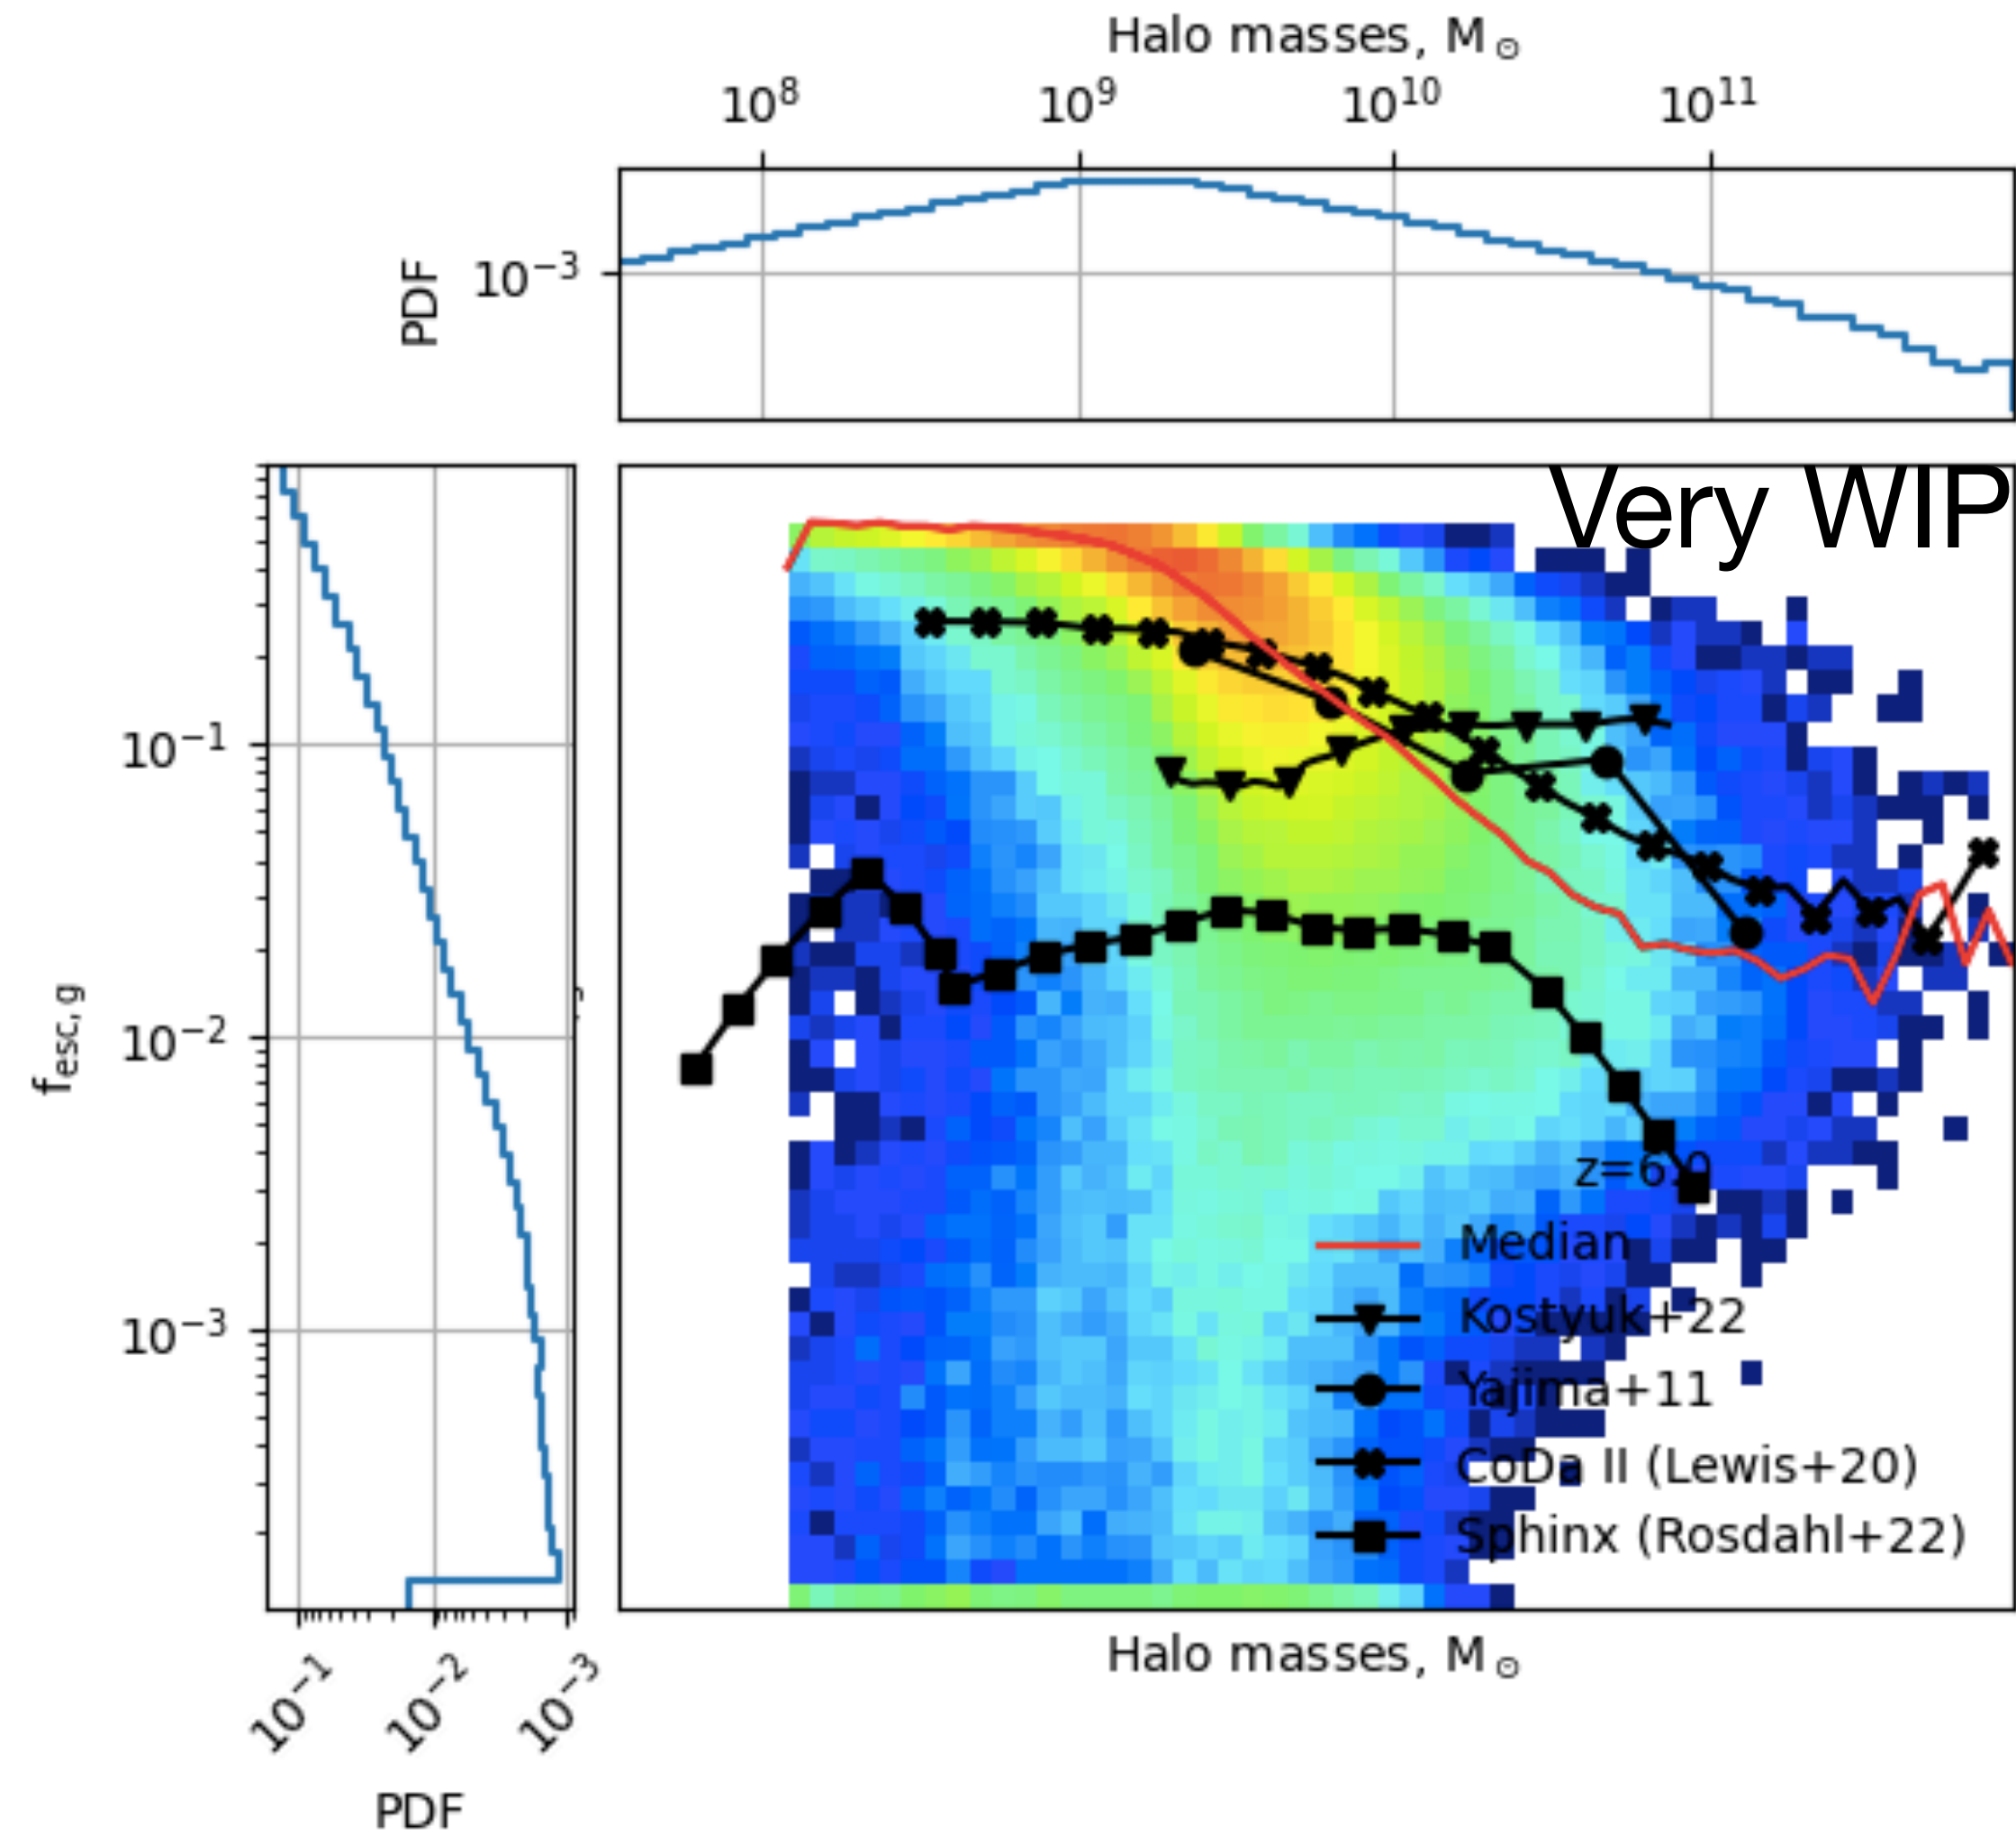 Halo masses, M☉
10⁸ 10⁹ 10¹⁰ 10¹¹
PDF
10⁻³
Very WIP
10⁻¹
10⁻²
10⁻³
f_esc, g
z=6.0
Median
Kostyuk+22
Yajima+11
CoDa II (Lewis+20)
Sphinx (Rosdahl+22)
10⁻¹ 10⁻² 10⁻³
PDF
Halo masses, M☉